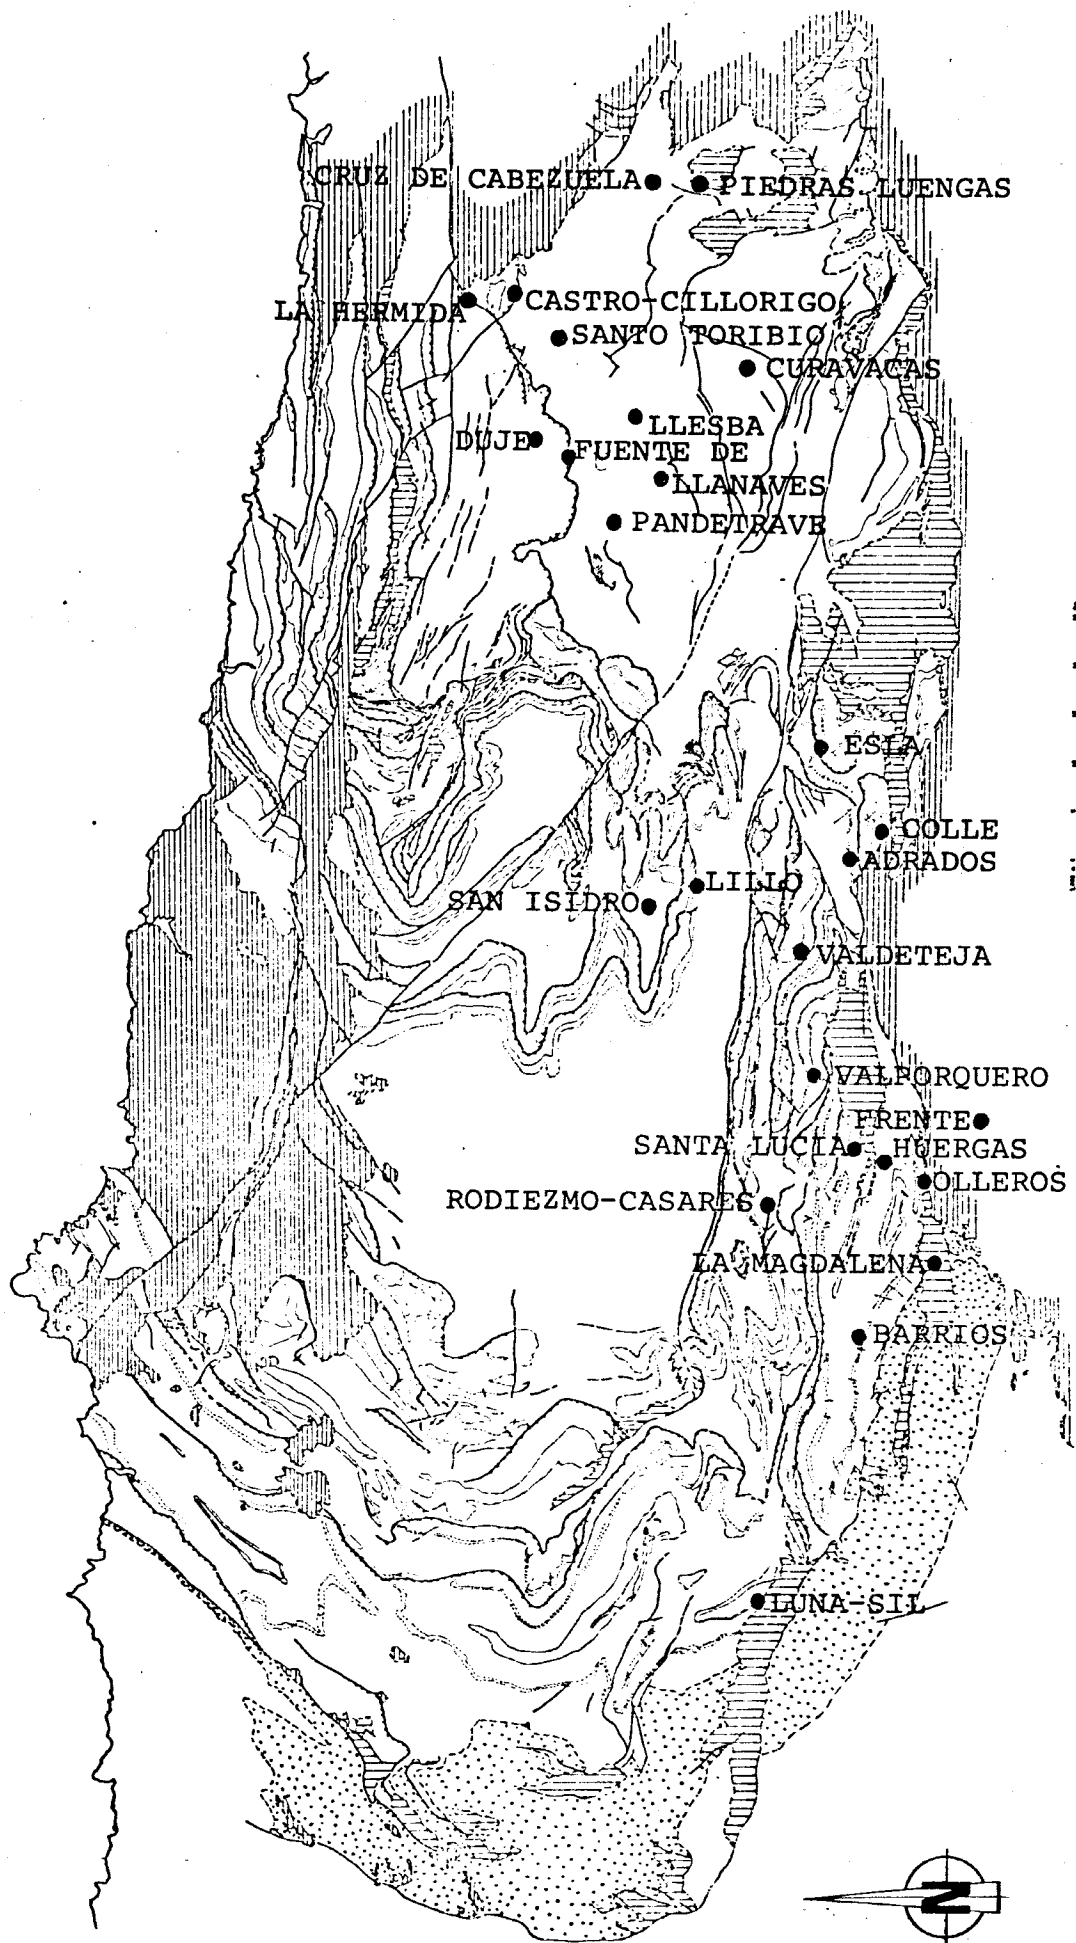 CRUZ DE CABEZUELA
PIEDRAS LUENGAS
LA HERMIDA
CASTRO-CILLORIGO
SANTO TORIBIO
CURAVACAS
LLESBA
DUJE
FUENTE DE
LLANAVES
PANDETRAVE
ESLA
COLLE
ADRADOS
LILLO
SAN ISIDRO
VALDETEJA
VALPORQUERO
FRENTE
SANTA LUCIA
HUERGAS
OLLEROS
RODIEZMO-CASARES
LA MAGDALENA
BARRIOS
LUNA-SIL
N